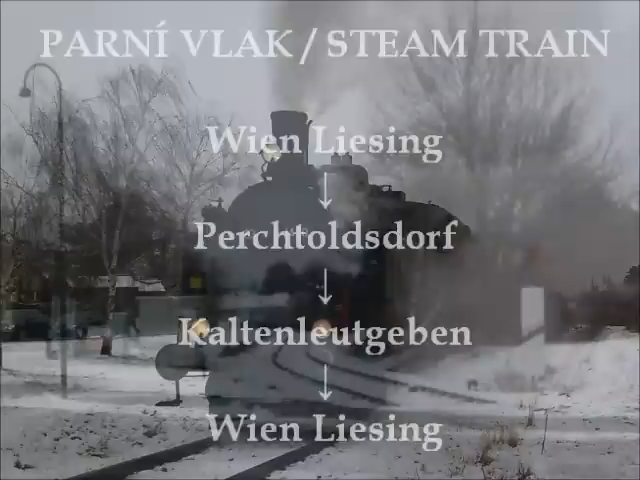 PARNÍ VLAK / STEAM TRAIN
Wien Liesing
↓
Perchtoldsdorf
↓
Kaltenleutgeben
↓
Wien Liesing